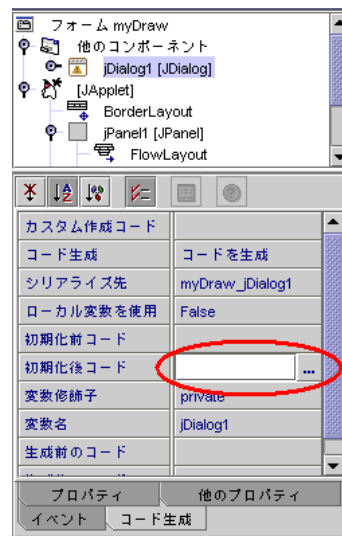 フォーム myDraw
他のコンポーネント
jDialog1 [JDialog]
[JApplet]
BorderLayout
jPanel1 [JPanel]
FlowLayout
カスタム作成コード
コード生成 コードを生成
シリアライズ先 myDraw_jDialog1
ローカル変数を使用 False
初期化前コード
初期化後コード ...
変数修飾子 private
変数名 jDialog1
生成前のコード
プロパティ 他のプロパティ
イベント コード生成